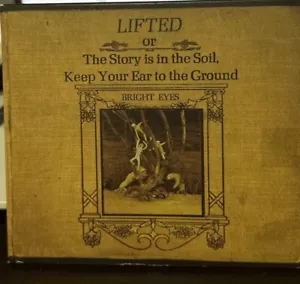 LIFTED
or
The Story is in the Soil,
Keep Your Ear to the Ground
BRIGHT EYES